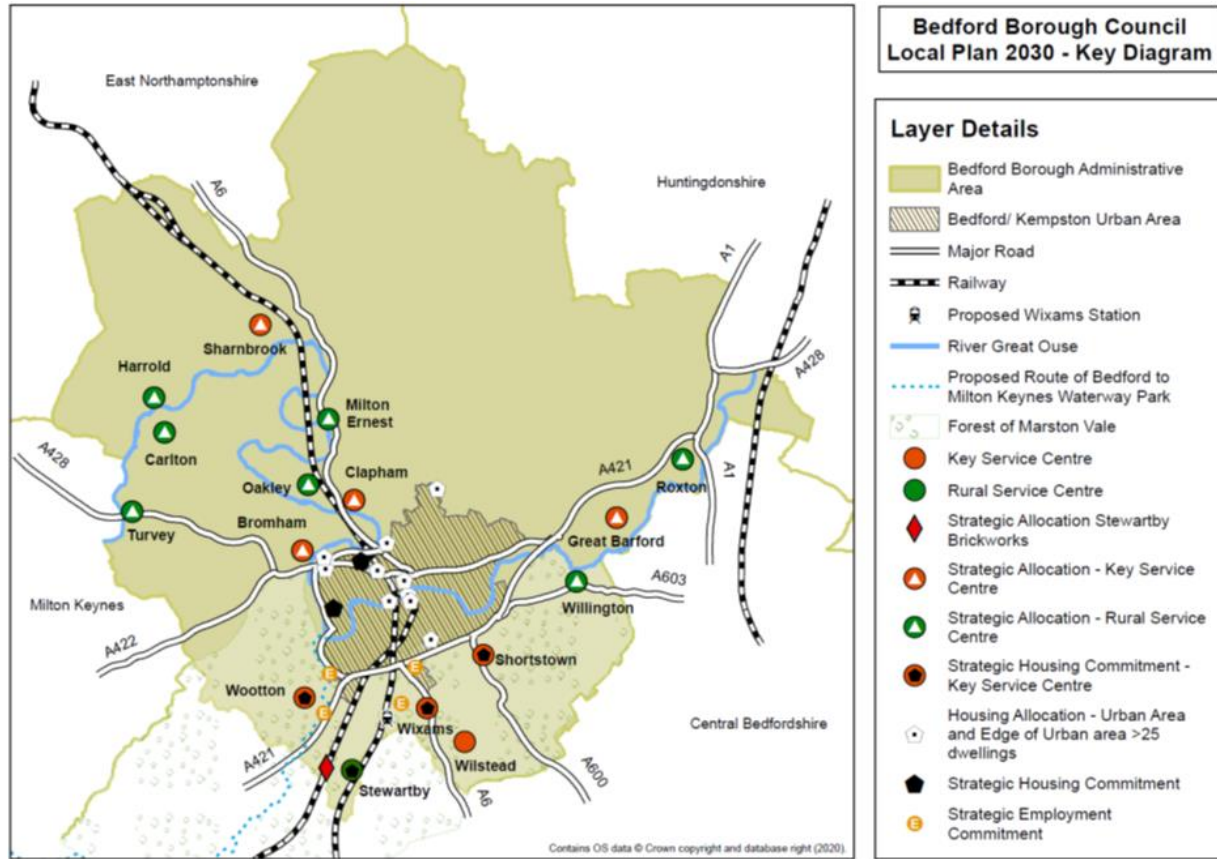 Bedford Borough Council
Local Plan 2030 - Key Diagram
East Northamptonshire
Huntingdonshire
A6
A1
Sharnbrook
A428
Harrold
Milton
Ernest
Carlton
A428
A421
A1
Clapham
Roxton
Oakley
Turvey
Bromham
Great Barford
A603
Milton Keynes
Willington
A422
Shortstown
Wootton
Wixams
Central Bedfordshire
A421
Wilstead
A600
Stewartby
A6
Contains OS data © Crown copyright and database right (2020).
Layer Details
Bedford Borough Administrative
Area
Bedford/ Kempston Urban Area
Major Road
Railway
Proposed Wixams Station
River Great Ouse
Proposed Route of Bedford to
Milton Keynes Waterway Park
Forest of Marston Vale
Key Service Centre
Rural Service Centre
Strategic Allocation Stewartby
Brickworks
Strategic Allocation - Key Service
Centre
Strategic Allocation - Rural Service
Centre
Strategic Housing Commitment -
Key Service Centre
Housing Allocation - Urban Area
and Edge of Urban area >25
dwellings
Strategic Housing Commitment
E
Strategic Employment
Commitment
E
E
E
E